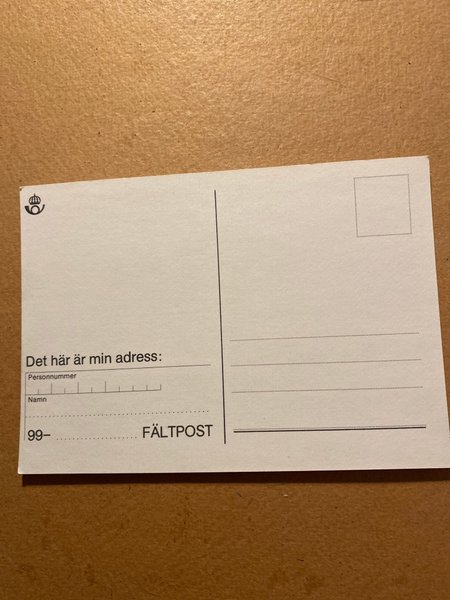 Det här är min adress:
Personnummer
Namn
99– FÄLTPOST